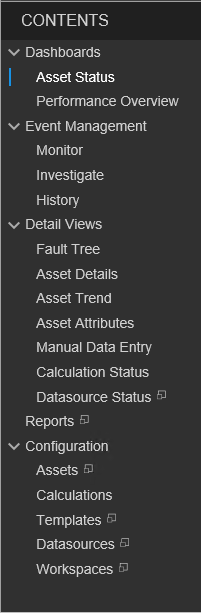 CONTENTS
Dashboards
Asset Status
Performance Overview
Event Management
Monitor
Investigate
History
Detail Views
Fault Tree
Asset Details
Asset Trend
Asset Attributes
Manual Data Entry
Calculation Status
Datasource Status
Reports
Configuration
Assets
Calculations
Templates
Datasources
Workspaces